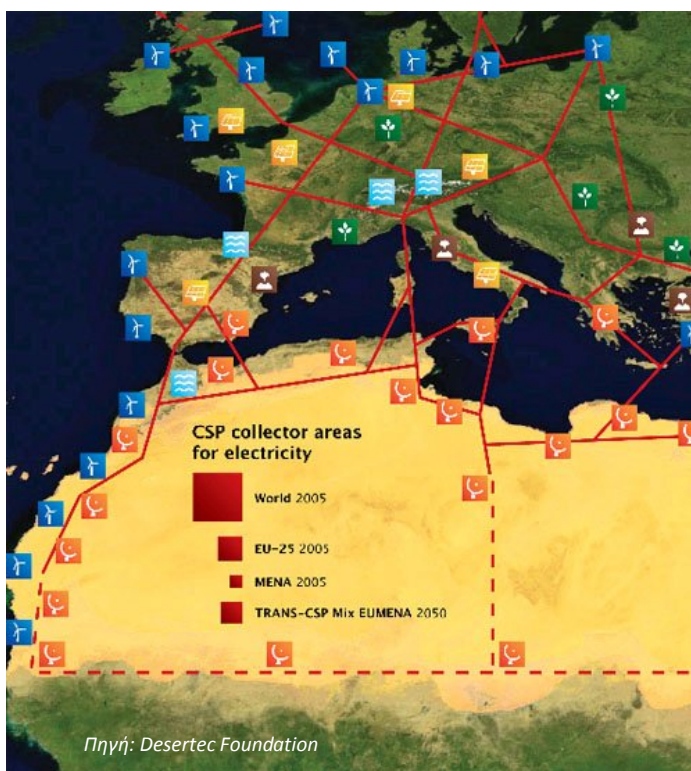 CSP collector areas
for electricity
World 2005
EU-25 2005
MENA 2005
TRANS-CSP Mix EUMENA 2050
Πηγή: Desertec Foundation